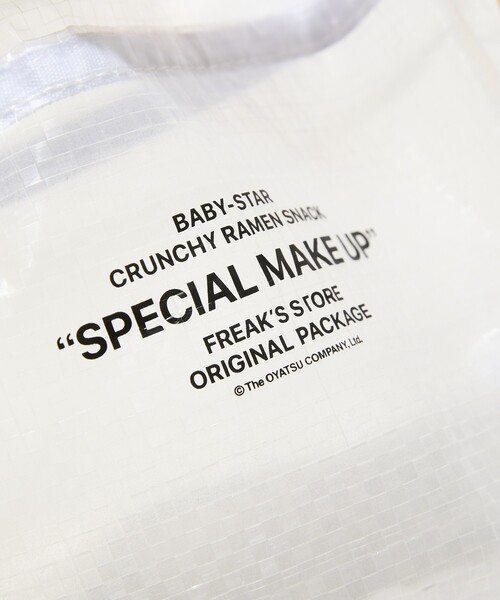 BABY-STAR
CRUNCHY RAMEN SNACK
“SPECIAL MAKE UP”
FREAK'S STORE
ORIGINAL PACKAGE
©The OYATSU COMPANY, Ltd.